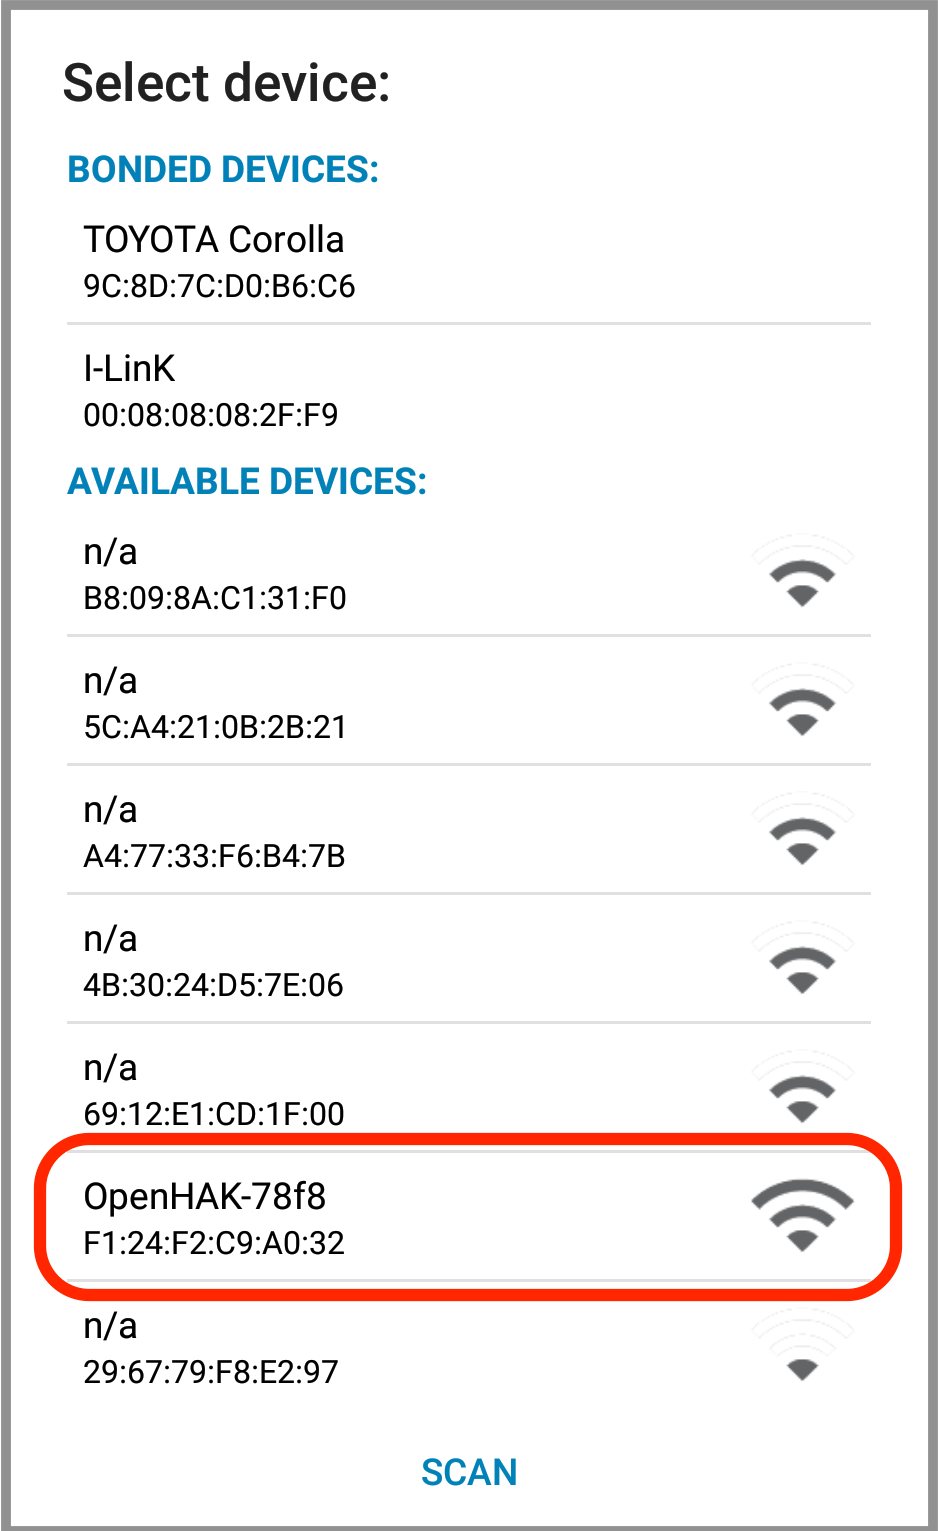 Select device:
BONDED DEVICES:
TOYOTA Corolla
9C:8D:7C:D0:B6:C6
I-LinK
00:08:08:08:2F:F9
AVAILABLE DEVICES:
n/a
B8:09:8A:C1:31:F0
n/a
5C:A4:21:0B:2B:21
n/a
A4:77:33:F6:B4:7B
n/a
4B:30:24:D5:7E:06
n/a
69:12:E1:CD:1F:00
OpenHAK-78f8
F1:24:F2:C9:A0:32
n/a
29:67:79:F8:E2:97
SCAN